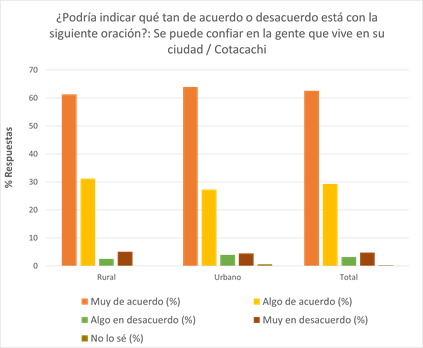 ¿Podría indicar qué tan de acuerdo o desacuerdo está con la
siguiente oración?: Se puede confiar en la gente que vive en su
ciudad / Cotacachi
% Respuestas
70
60
50
40
30
20
10
0
Rural
Urbano
Total
Muy de acuerdo (%)
Algo de acuerdo (%)
Algo en desacuerdo (%)
Muy en desacuerdo (%)
No lo sé (%)